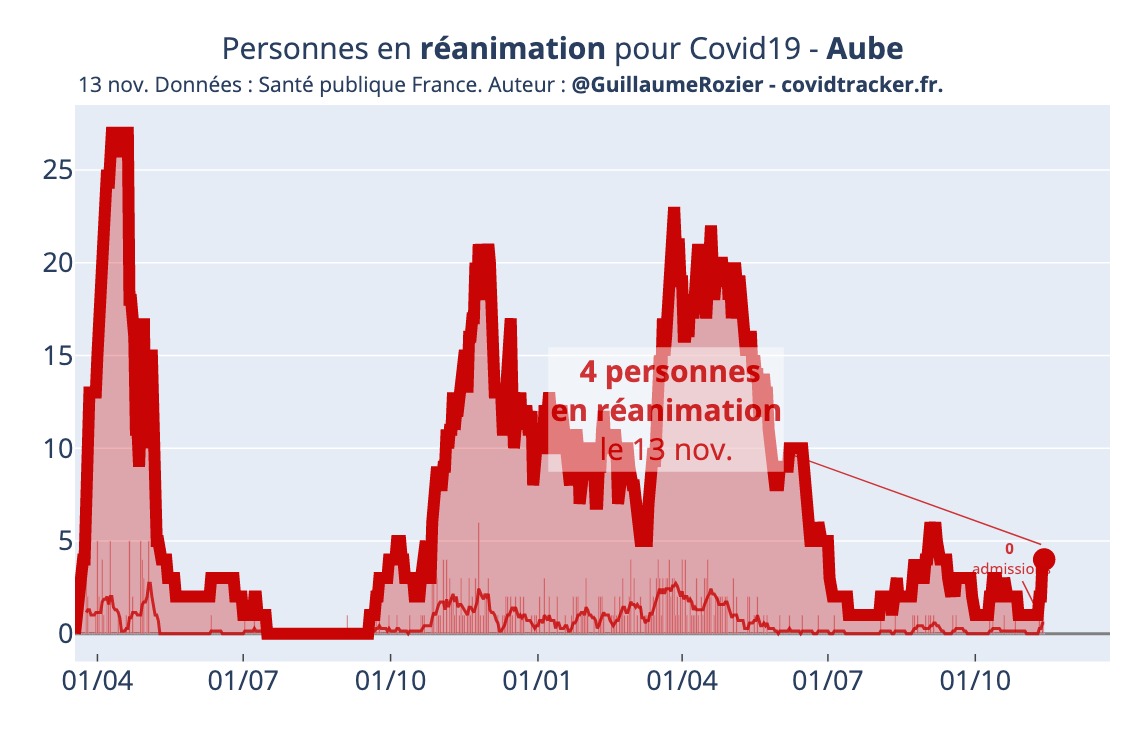 Personnes en réanimation pour Covid19 - Aube
13 nov. Données : Santé publique France. Auteur : @GuillaumeRozier - covidtracker.fr.
25
20
15
10
5
0
4 personnes
en réanimation
le 13 nov.
0
01/04 01/07 01/10 01/01 01/04 01/07 01/10